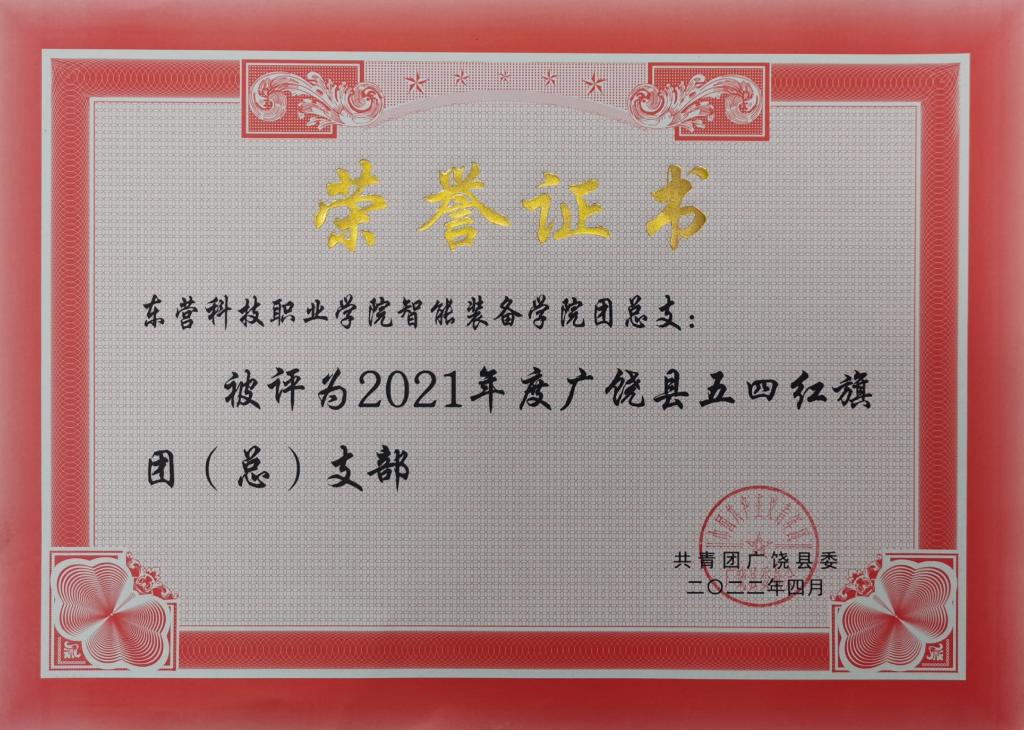 荣誉证书
东营科技职业学院智能装备学院团总支：
被评为2021年度广饶县五四红旗
团（总）支部
共青团广饶县委
二〇二二年四月